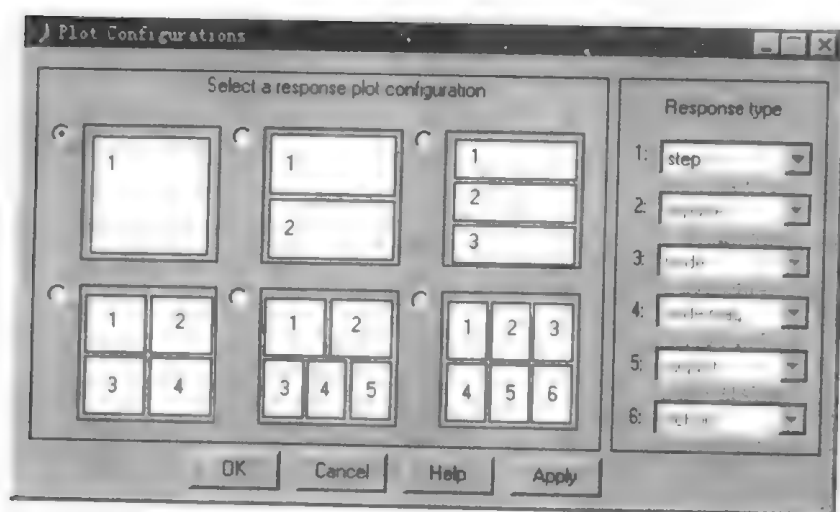 Plot Configurations
Select a response plot configuration
1
1
2
1
2
3
1 2
3 4
1 2
3 4 5
1 2 3
4 5 6
Response type
1: step
2:
3:
4:
5:
6:
OK Cancel Help Apply